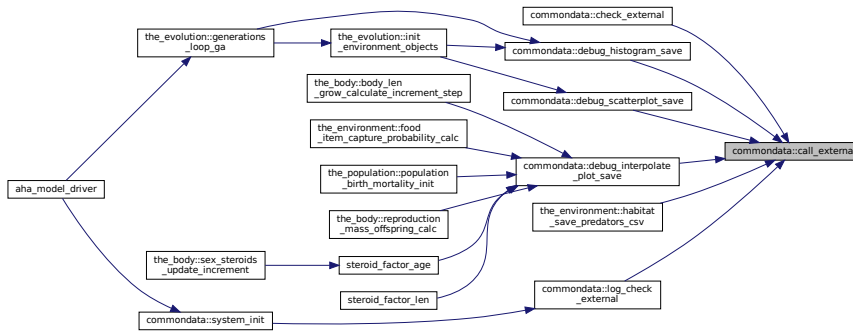 commondata::check_external
the_evolution::generations
_loop_ga
the_evolution::init
_environment_objects
commondata::debug_histogram_save
the_body::body_len
_grow_calculate_increment_step
commondata::debug_scatterplot_save
the_environment::food
_item_capture_probability_calc
commondata::call_external
commondata::debug_interpolate
_plot_save
the_population::population
_birth_mortality_init
aha_model_driver
the_body::reproduction
_mass_offspring_calc
the_environment::habitat
_save_predators_csv
the_body::sex_steroids
_update_increment
steroid_factor_age
steroid_factor_len
commondata::log_check
_external
commondata::system_init